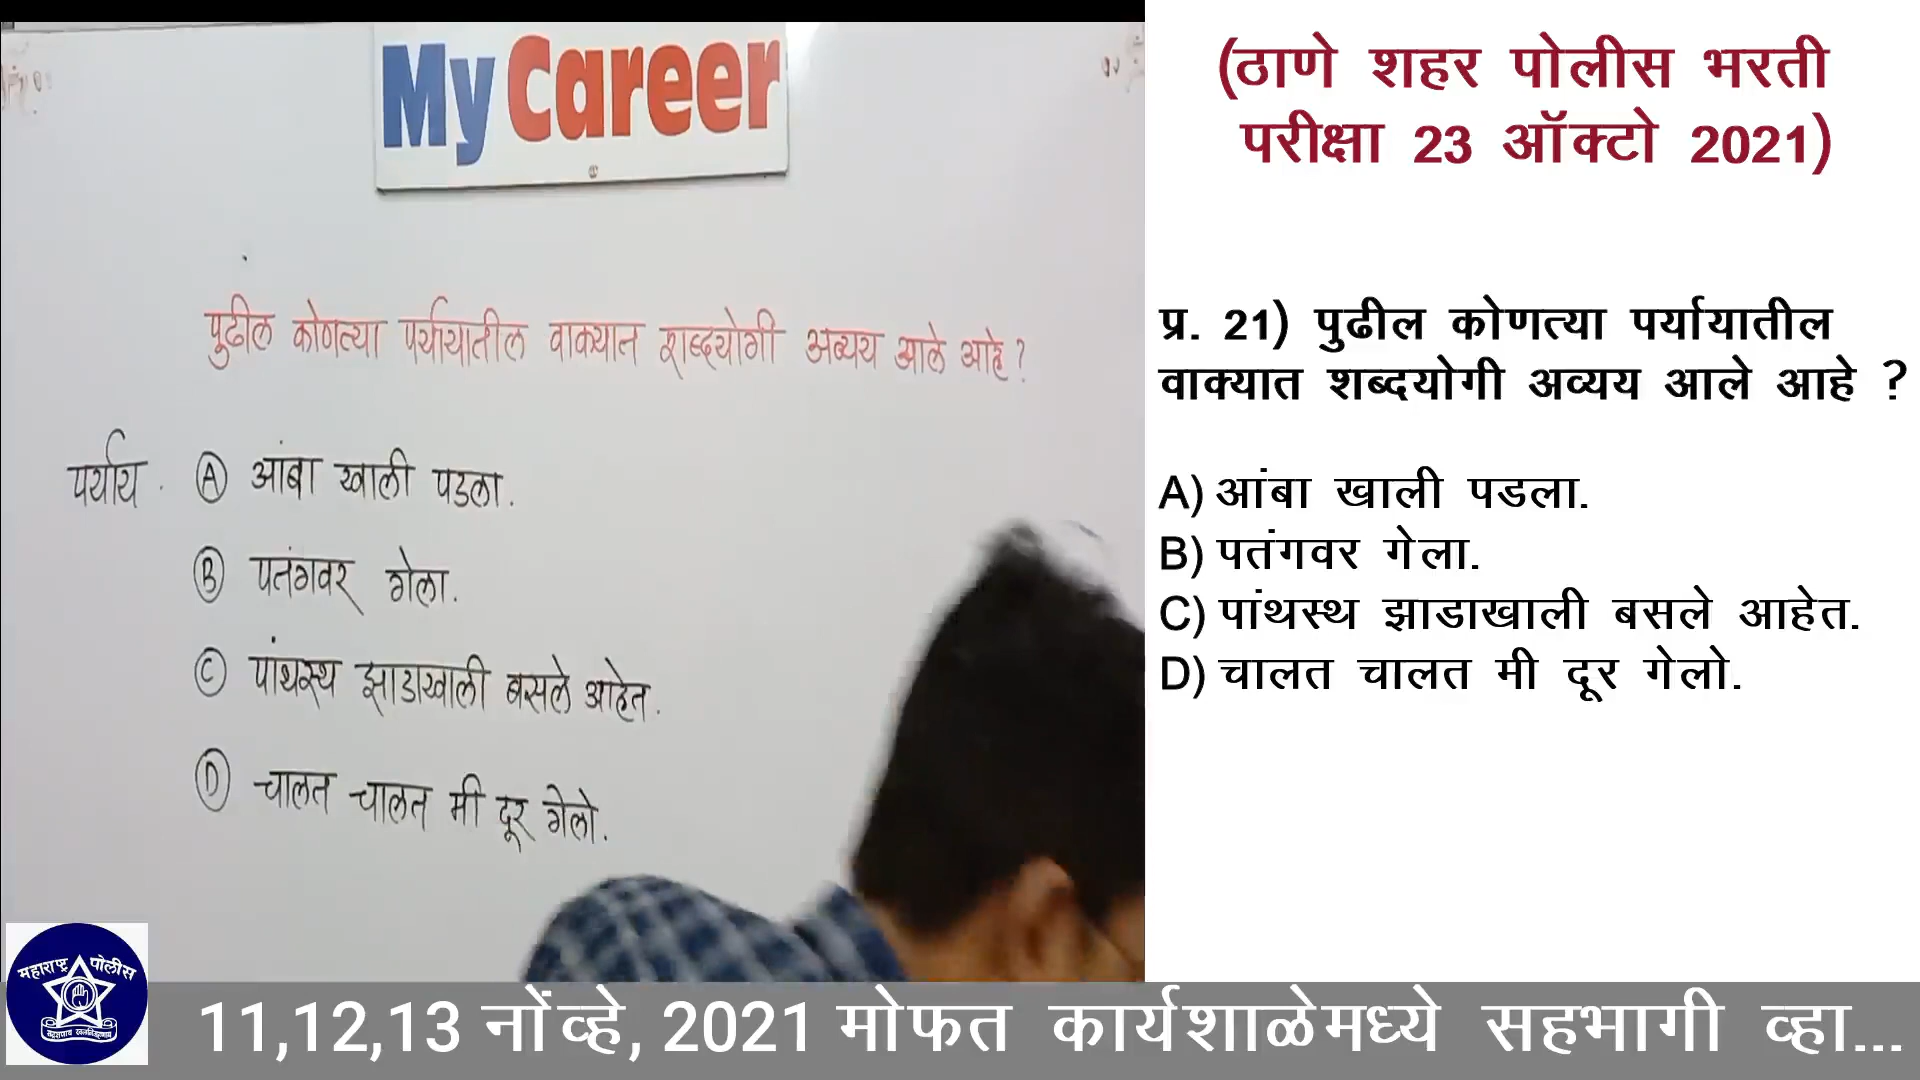 My Career
पुढील कोणत्या पर्यायातील वाक्यात शब्दयोगी अव्यय आले आहे ?
पर्याय . A आंबा खाली पडला.
B पतंगवर गेला.
C पांथस्थ झाडाखाली बसले आहेत.
D चालत चालत मी दूर गेलो.
(ठाणे शहर पोलीस भरती
परीक्षा 23 ऑक्टो 2021)
प्र. 21) पुढील कोणत्या पर्यायातील
वाक्यात शब्दयोगी अव्यय आले आहे ?
A) आंबा खाली पडला.
B) पतंगवर गेला.
C) पांथस्थ झाडाखाली बसले आहेत.
D) चालत चालत मी दूर गेलो.
महाराष्ट्र पोलीस
11,12,13 नोंव्हे, 2021 मोफत कार्यशाळेमध्ये सहभागी व्हा...